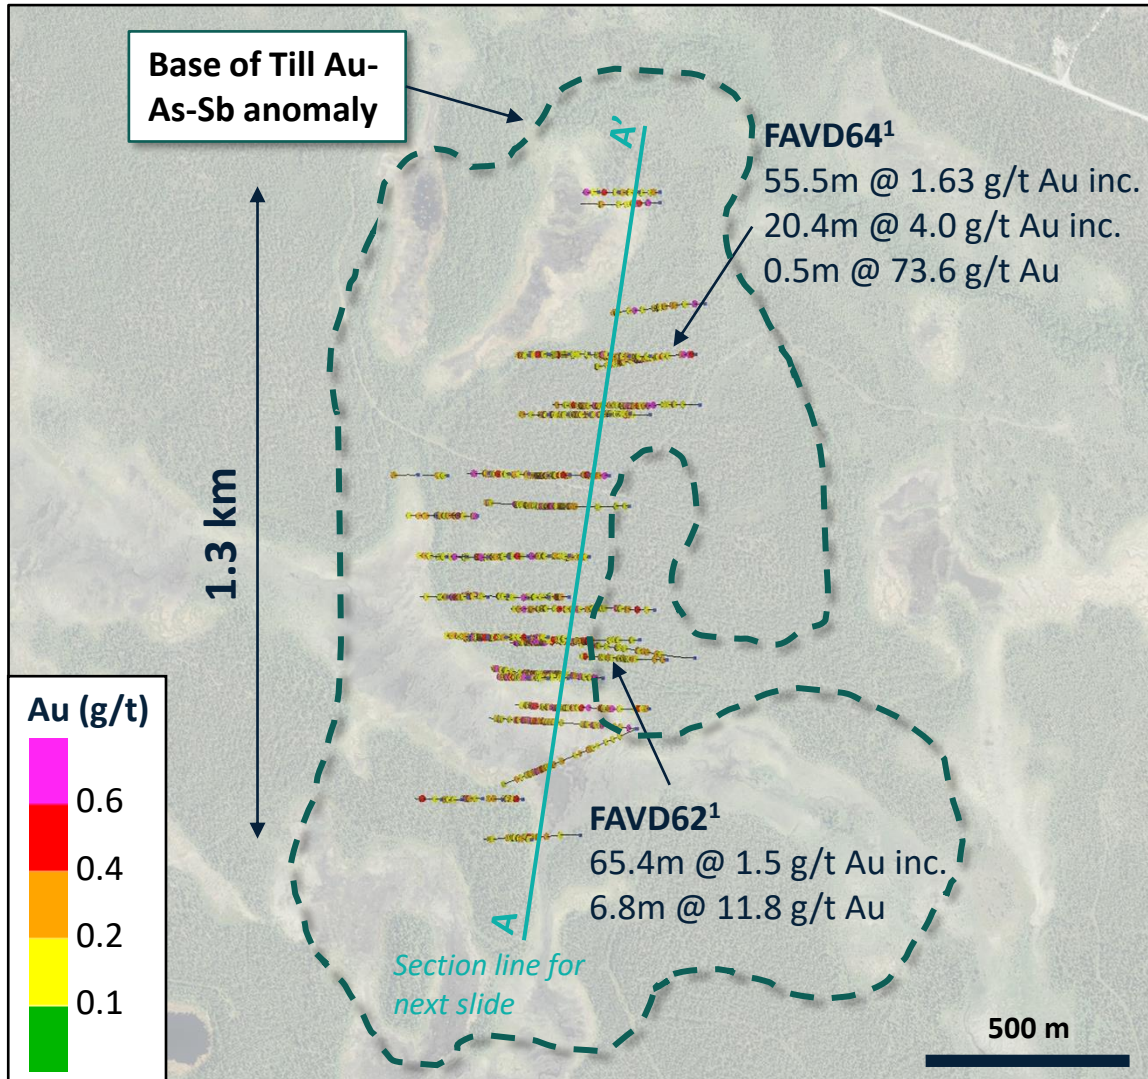 Base of Till Au-
As-Sb anomaly
A’
FAVD64¹
55.5m @ 1.63 g/t Au inc.
20.4m @ 4.0 g/t Au inc.
0.5m @ 73.6 g/t Au
1.3 km
Au (g/t)
0.6
0.4
0.2
0.1
FAVD62¹
65.4m @ 1.5 g/t Au inc.
6.8m @ 11.8 g/t Au
A
Section line for
next slide
500 m